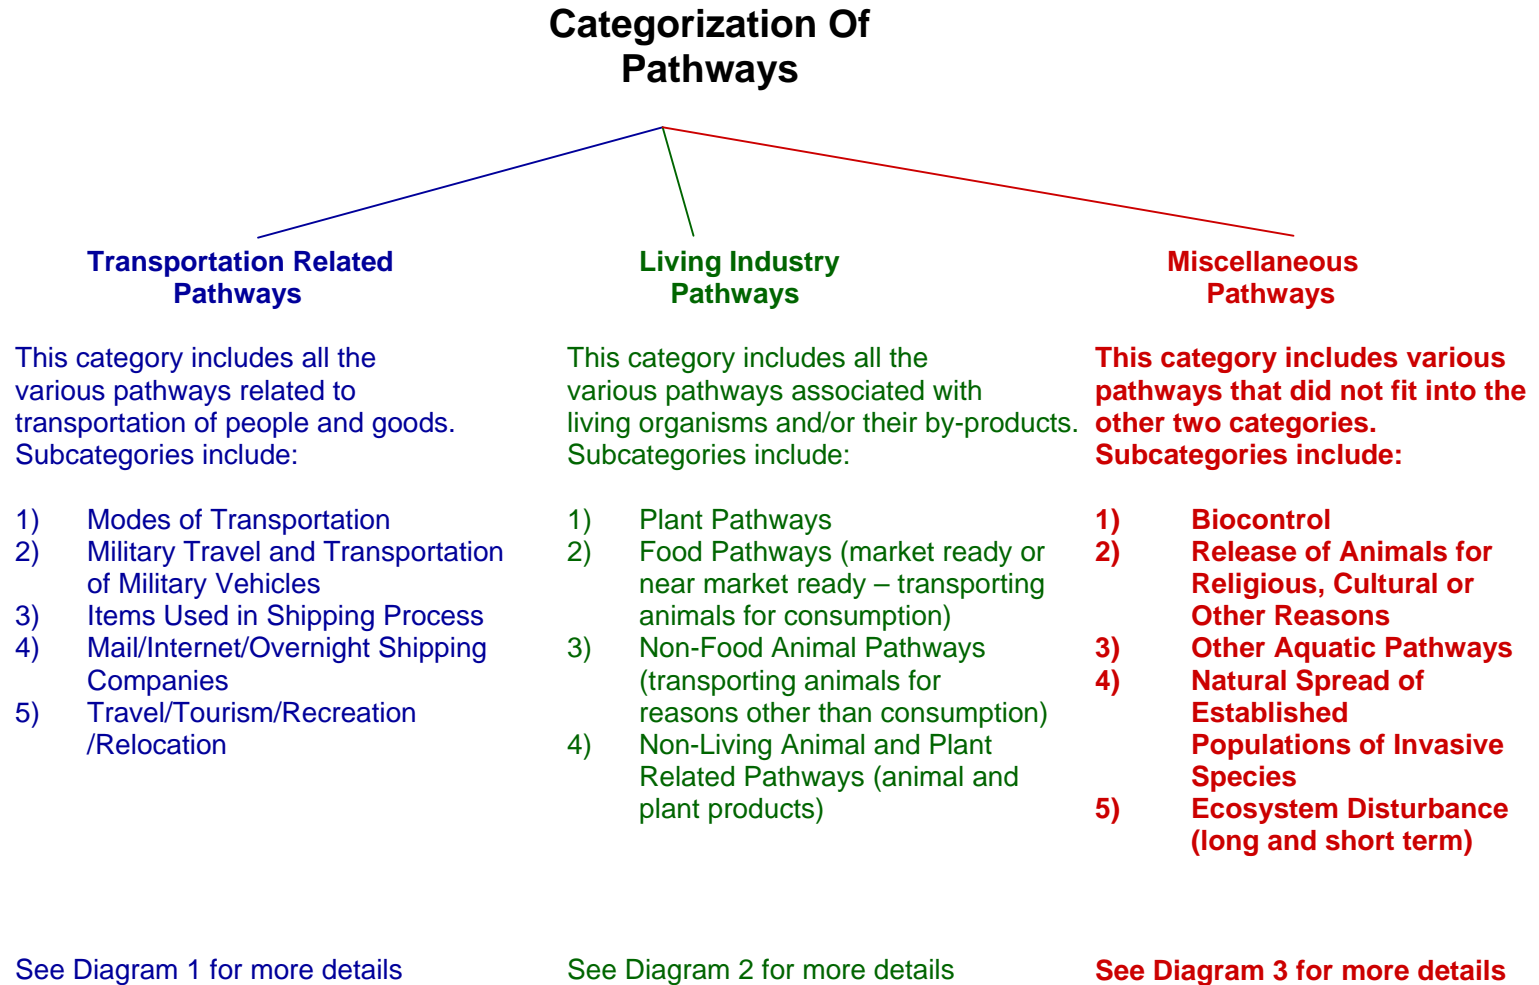 Categorization Of
Pathways
Transportation Related
Pathways
This category includes all the
various pathways related to
transportation of people and goods.
Subcategories include:
1) Modes of Transportation
2) Military Travel and Transportation
of Military Vehicles
3) Items Used in Shipping Process
4) Mail/Internet/Overnight Shipping
Companies
5) Travel/Tourism/Recreation
/Relocation
See Diagram 1 for more details
Living Industry
Pathways
This category includes all the
various pathways associated with
living organisms and/or their by-products.
Subcategories include:
1) Plant Pathways
2) Food Pathways (market ready or
near market ready – transporting
animals for consumption)
3) Non-Food Animal Pathways
(transporting animals for
reasons other than consumption)
4) Non-Living Animal and Plant
Related Pathways (animal and
plant products)
See Diagram 2 for more details
Miscellaneous
Pathways
This category includes various
pathways that did not fit into the
other two categories.
Subcategories include:
1) Biocontrol
2) Release of Animals for
Religious, Cultural or
Other Reasons
3) Other Aquatic Pathways
4) Natural Spread of
Established
Populations of Invasive
Species
5) Ecosystem Disturbance
(long and short term)
See Diagram 3 for more details